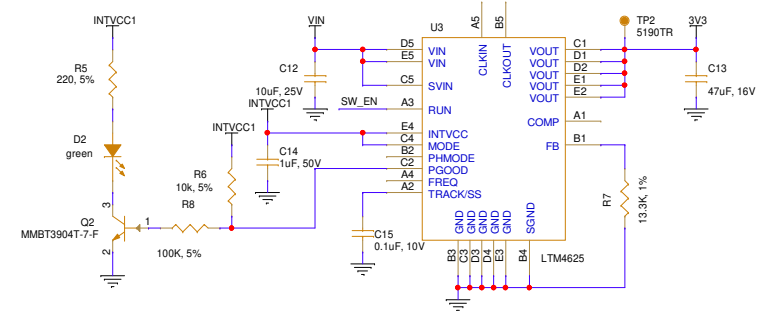 INTVCC1
R5
220, 5%
D2
green
3
Q2
MMBT3904T-7-F
1
2
INTVCC1
R6
10k, 5%
R8
100K, 5%
VIN
C12
10uF, 25V
INTVCC1
C14
1uF, 50V
SW_EN
C15
0.1uF, 10V
U3
A5
B5
CLKIN
CLKOUT
D5
VIN
E5
VIN
C5
SVIN
A3
RUN
E4
INTVCC
C4
MODE
B2
PHMODE
C2
PGOOD
A4
FREQ
A2
TRACK/SS
C1
VOUT
D1
VOUT
D2
VOUT
E1
VOUT
E2
VOUT
A1
COMP
B1
FB
GND
GND
GND
GND
GND
SGND
B3
C3
D3
D4
E3
B4
LTM4625
TP2
5190TR
3V3
C13
47uF, 16V
R7
13.3K, 1%